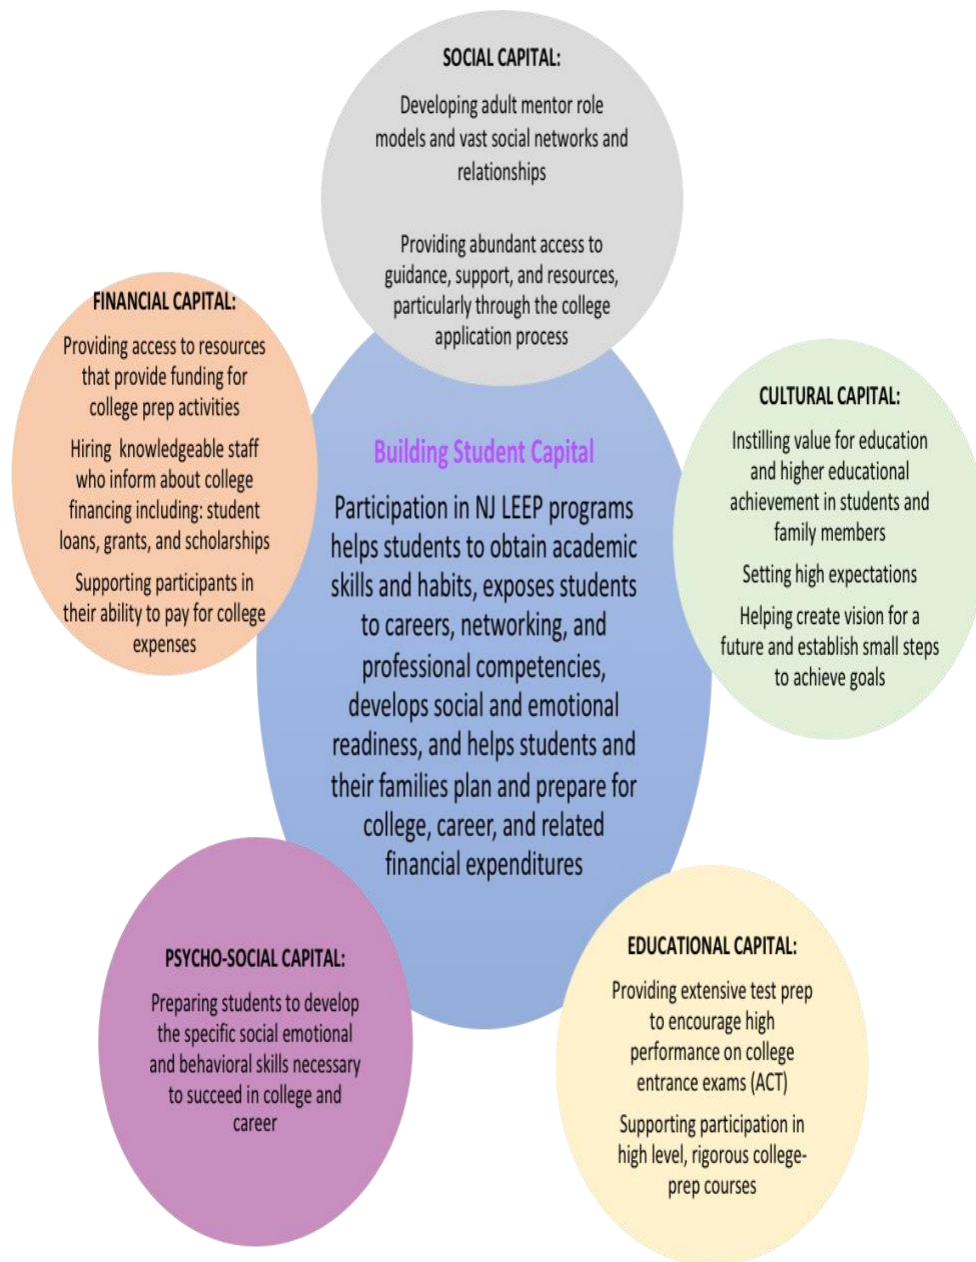 SOCIAL CAPITAL:
Developing adult mentor role
models and vast social networks and
relationships
Providing abundant access to
guidance, support, and resources,
particularly through the college
application process
FINANCIAL CAPITAL:
Providing access to resources
that provide funding for
college prep activities
Hiring knowledgeable staff
who inform about college
financing including: student
loans, grants, and scholarships
Supporting participants in
their ability to pay for college
expenses
Building Student Capital
Participation in NJ LEEP programs
helps students to obtain academic
skills and habits, exposes students
to careers, networking, and
professional competencies,
develops social and emotional
readiness, and helps students and
their families plan and prepare for
college, career, and related
financial expenditures
CULTURAL CAPITAL:
Instilling value for education
and higher educational
achievement in students and
family members
Setting high expectations
Helping create vision for a
future and establish small steps
to achieve goals
PSYCHO-SOCIAL CAPITAL:
Preparing students to develop
the specific social emotional
and behavioral skills necessary
to succeed in college and
career
EDUCATIONAL CAPITAL:
Providing extensive test prep
to encourage high
performance on college
entrance exams (ACT)
Supporting participation in
high level, rigorous college-
prep courses